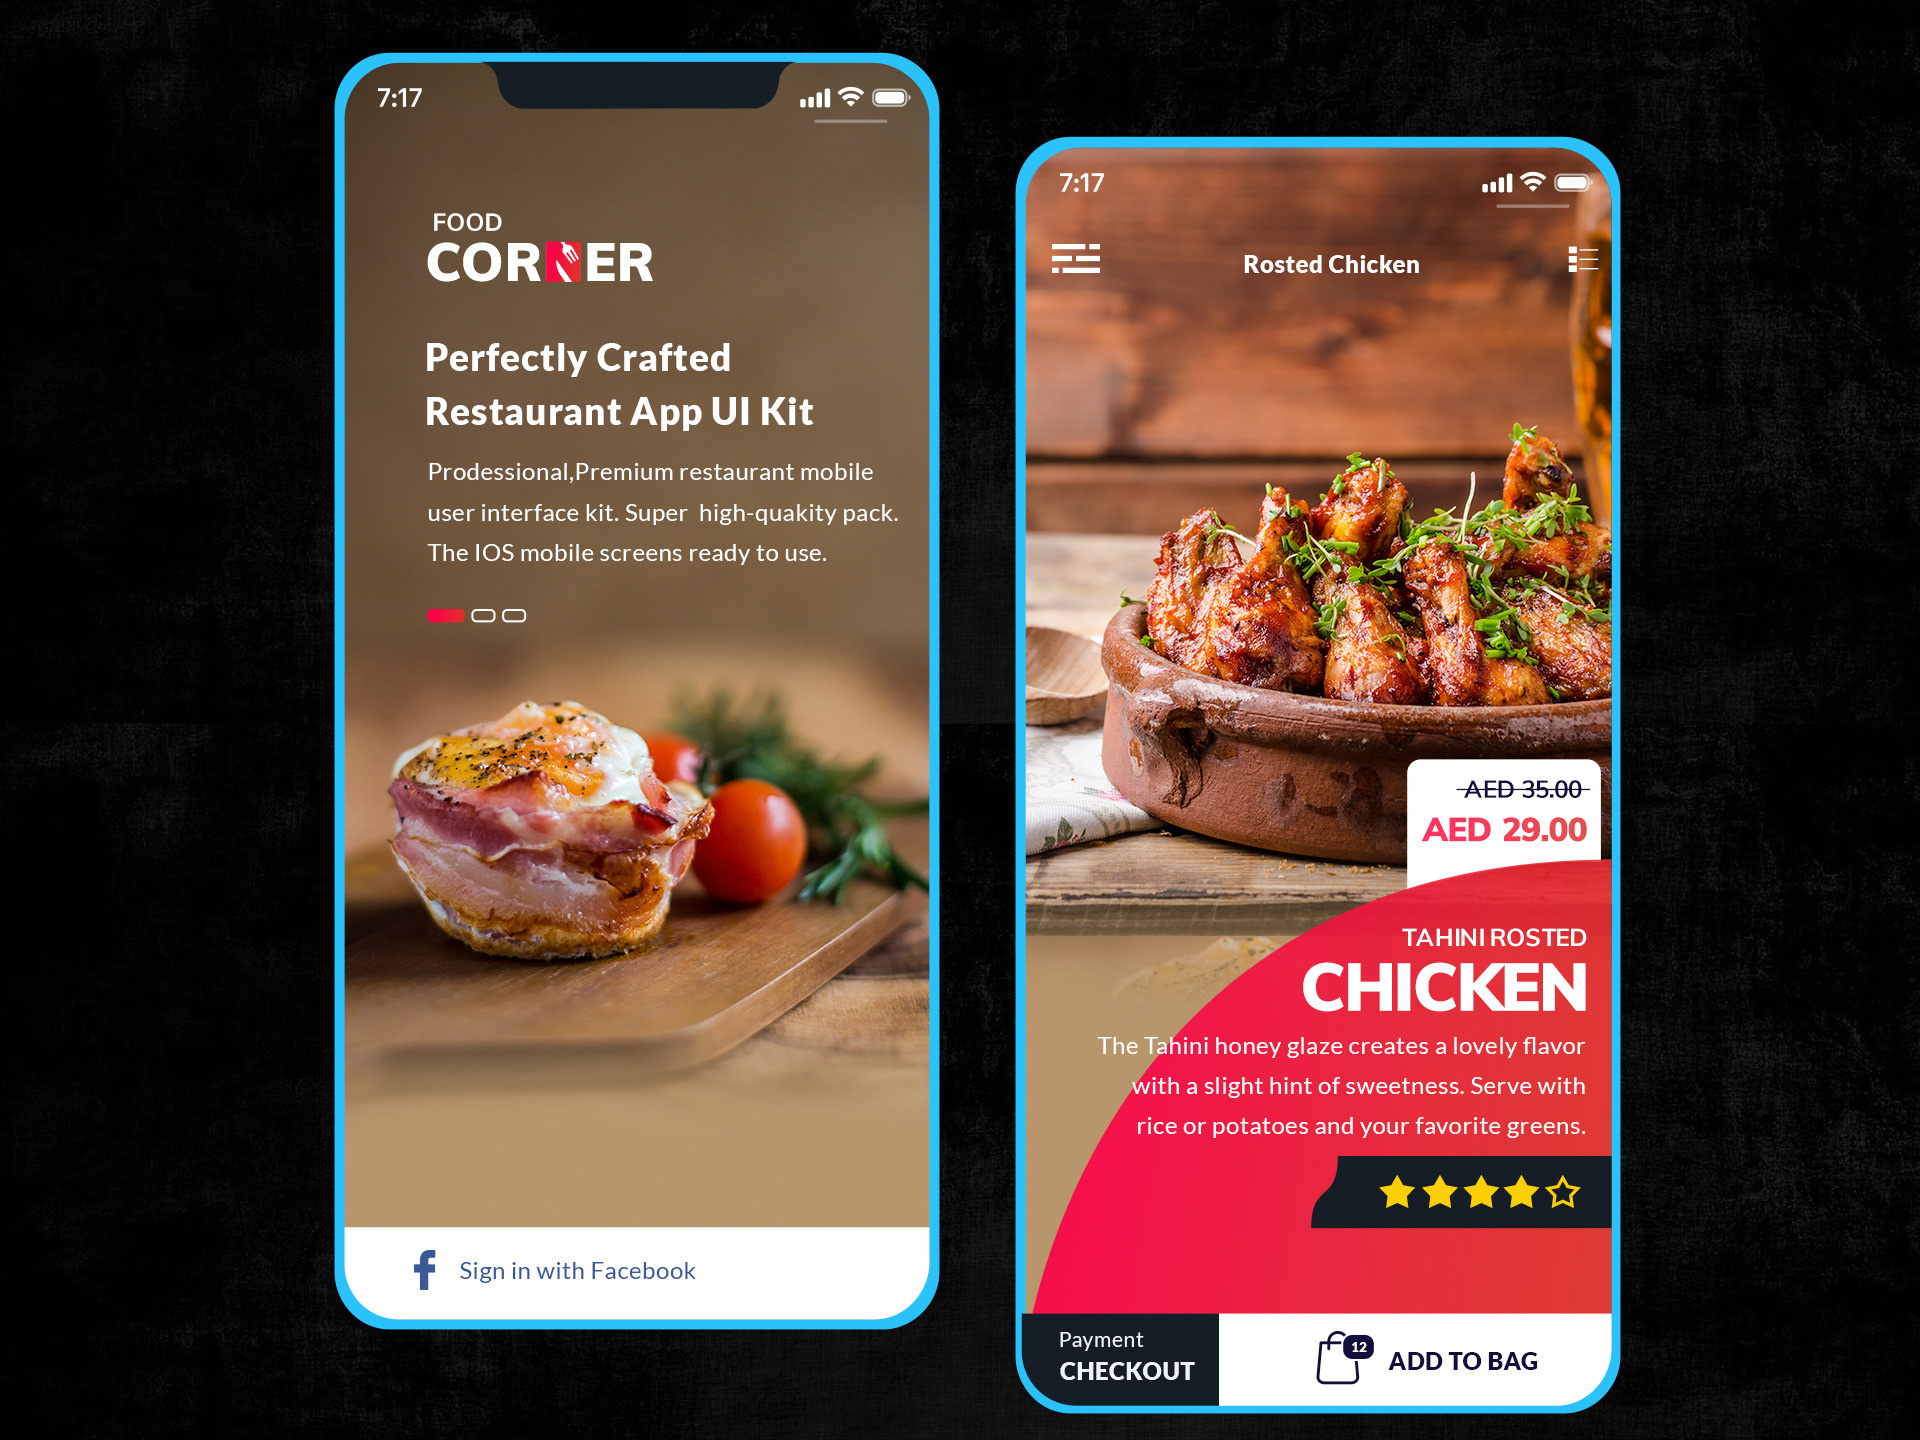 7:17
FOOD
CORNER
Perfectly Crafted
Restaurant App UI Kit
Prodessional,Premium restaurant mobile
user interface kit. Super high-quakity pack.
The IOS mobile screens ready to use.
f Sign in with Facebook
7:17
Rosted Chicken
AED 35.00
AED 29.00
TAHINI ROSTED
CHICKEN
The Tahini honey glaze creates a lovely flavor
with a slight hint of sweetness. Serve with
rice or potatoes and your favorite greens.
Payment
CHECKOUT
12
ADD TO BAG